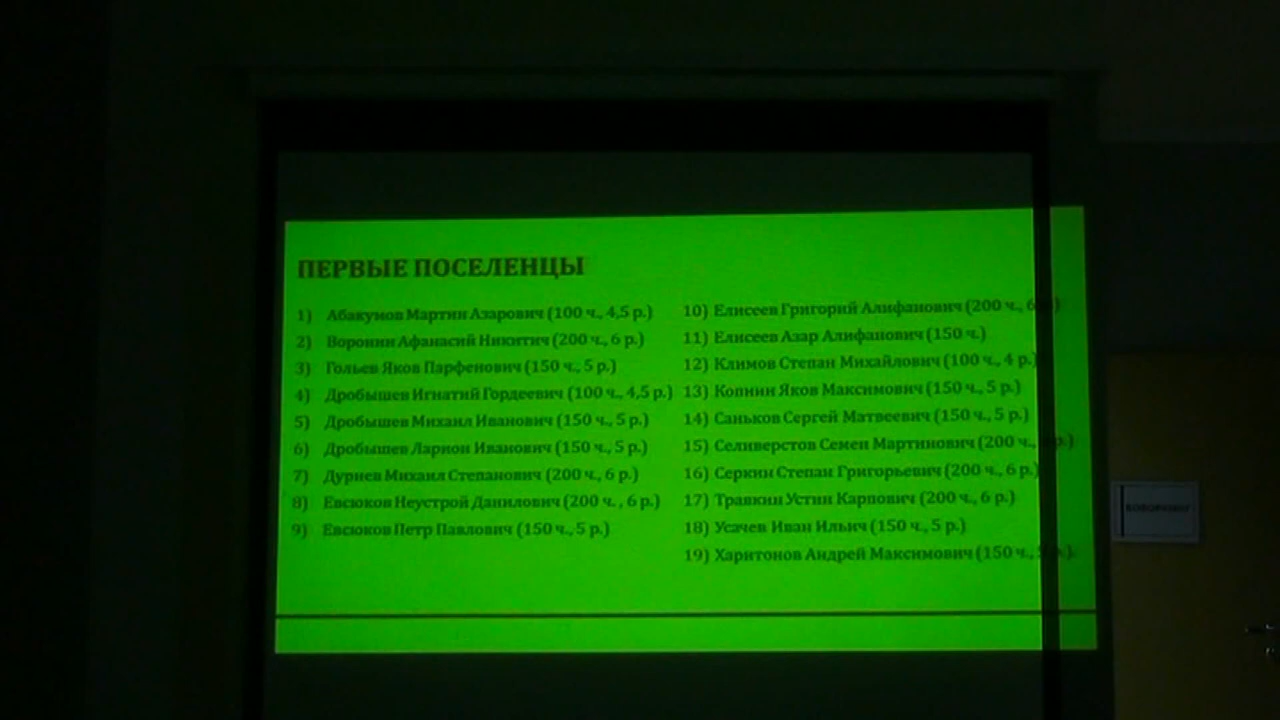 ПЕРВЫЕ ПОСЕЛЕНЦЫ
1) Абакумов Мартин Азарович (100 ч., 4,5 р.)
2) Воронин Афанасий Никитич (200 ч., 6 р.)
3) Гольев Яков Парфенович (150 ч., 5 р.)
4) Дробышев Игнатий Гордеевич (100 ч., 4,5 р.)
5) Дробышев Михаил Иванович (150 ч., 5 р.)
6) Дробышев Ларион Иванович (150 ч., 5 р.)
7) Дурнев Михаил Степанович (200 ч., 6 р.)
8) Евсюков Неустрой Данилович (200 ч. , 6 р.)
9) Евсюков Петр Павлович (150 ч., 5 р.)
10) Елисеев Григорий Алифанович (200 ч., 6
11) Елисеев Азар Алифанович (150 ч.)
12) Климов Степан Михайлович (100 ч., 4 р.)
13) Копнин Яков Максимович (150 ч., 5 р.)
14) Саньков Сергей Матвеевич (150 ч., 5 р.)
15) Селиверстов Семен Мартинович (200 ч., р.)
16) Серкин Степан Григорьевич (200 ч., 6 р.)
17) Травкин Устин Карпович (200 ч., 6 р.)
18) Усачев Иван Ильич (150 ч., 5 р.)
19) Харитонов Андрей Максимович (150 ч., р.).